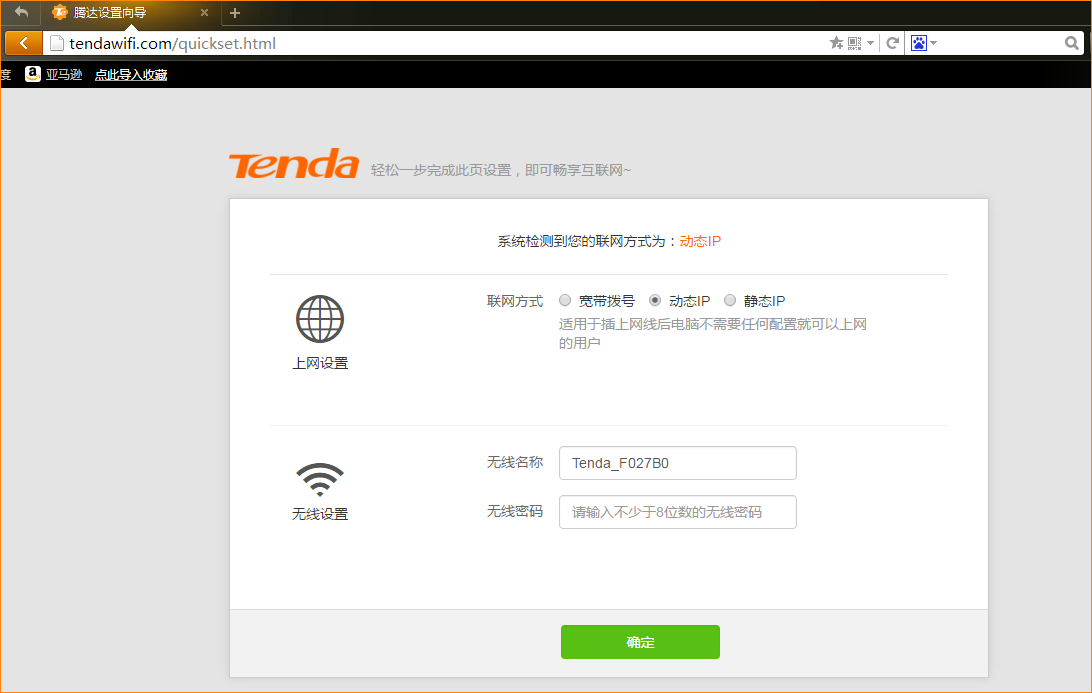 腾达设置向导
tendawifi.com/quickset.html
度 亚马逊 点此导入收藏
Tenda 轻松一步完成此页设置，即可畅享互联网~
系统检测到您的联网方式为：动态IP
联网方式 宽带拨号 动态IP 静态IP
适用于插上网线后电脑不需要任何配置就可以上网
的用户
上网设置
无线名称 Tenda_F027B0
无线密码 请输入不少于8位数的无线密码
无线设置
确定